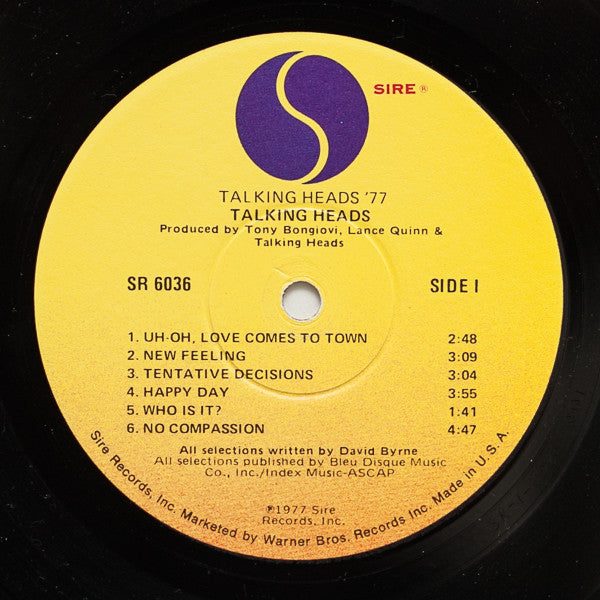 SIRE ®
TALKING HEADS '77
TALKING HEADS
Produced by Tony Bongiovi, Lance Quinn &
Talking Heads
SR 6036 SIDE I
1. UH-OH, LOVE COMES TO TOWN 2:48
2. NEW FEELING 3:09
3. TENTATIVE DECISIONS 3:04
4. HAPPY DAY 3:55
5. WHO IS IT? 1:41
6. NO COMPASSION 4:47
All selections written by David Byrne
All selections published by Bleu Disque Music
Co., Inc./Index Music-ASCAP
℗1977 Sire
Records, Inc.
Sire Records, Inc. Marketed by Warner Bros. Records Inc. Made in U.S.A.